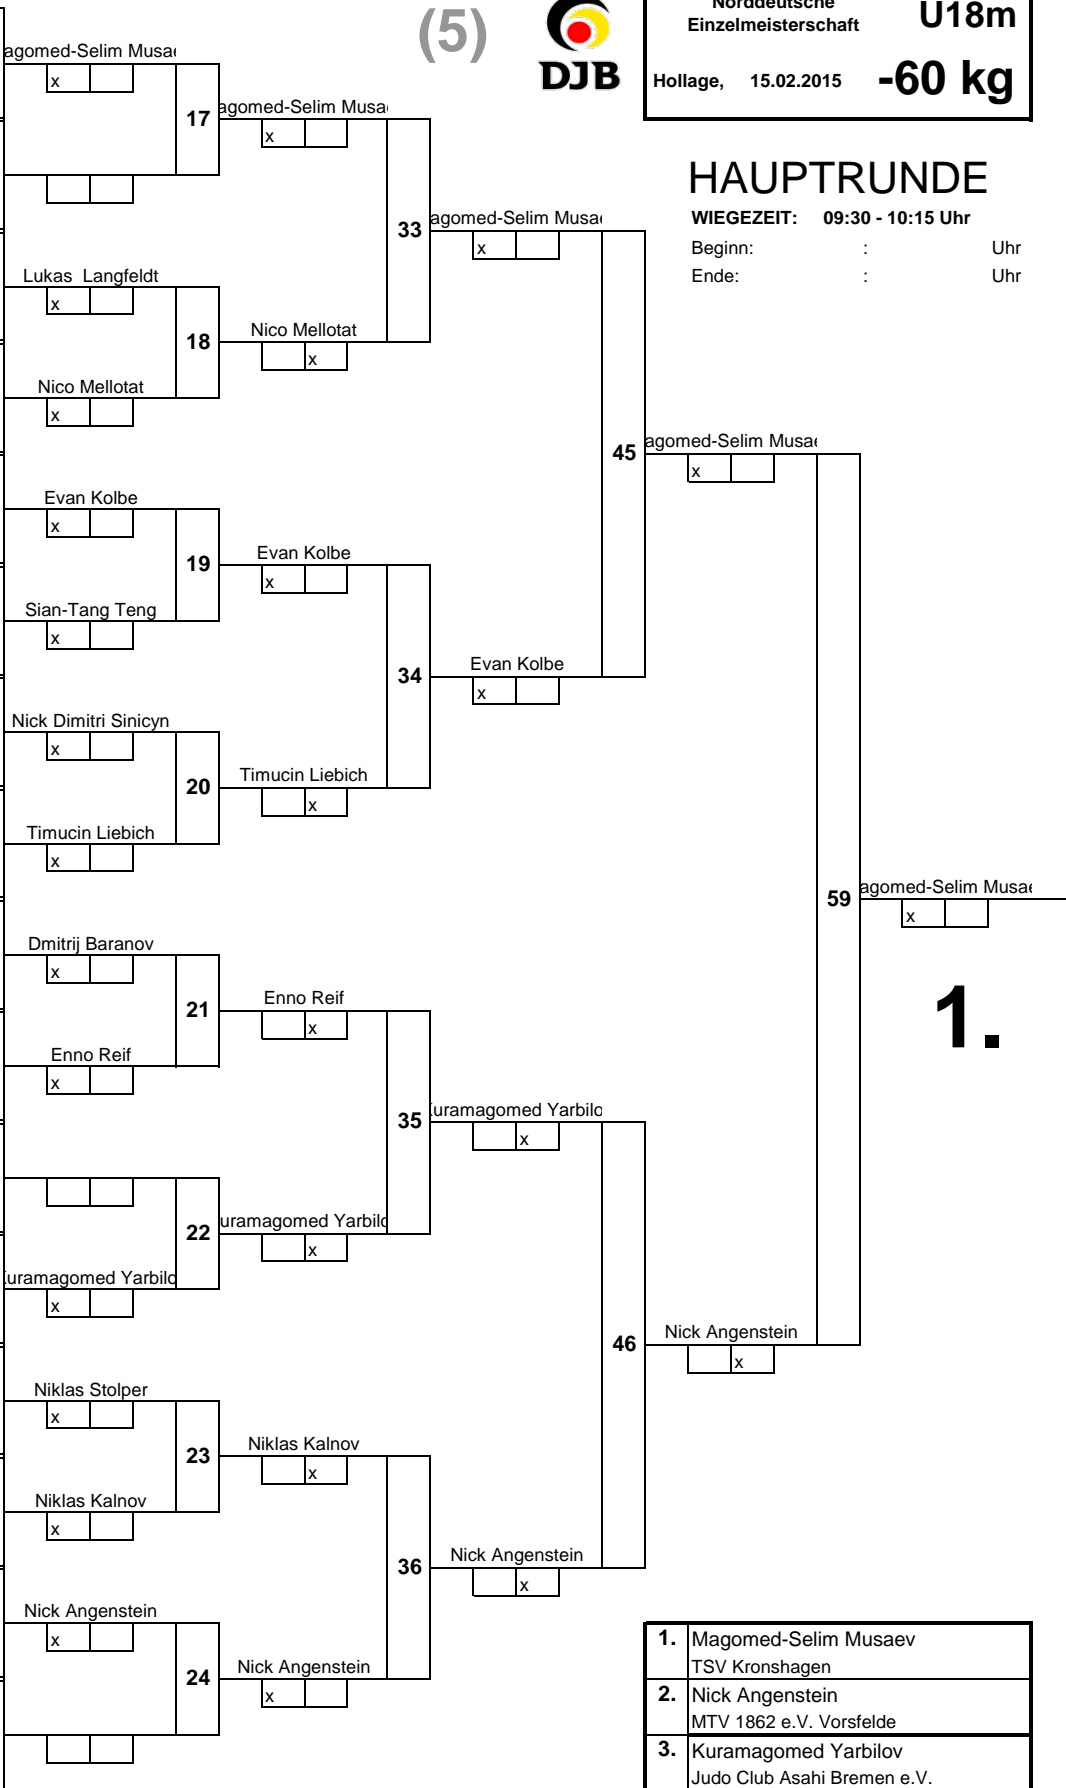 (5)
DJB
Norddeutsche
Einzelmeisterschaft
U18m
Hollage, 15.02.2015
-60 kg
HAUPTRUNDE
WIEGEZEIT: 09:30 - 10:15 Uhr
Beginn: : Uhr
Ende: : Uhr
agomed-Selim Musae
x
17
agomed-Selim Musa
x
33
agomed-Selim Musae
x
Lukas Langfeldt
x
18
Nico Mellotat
x
Nico Mellotat
x
45
agomed-Selim Musae
x
Evan Kolbe
x
19
Evan Kolbe
x
Sian-Tang Teng
x
34
Evan Kolbe
x
Nick Dimitri Sinicyn
x
20
Timucin Liebich
x
Timucin Liebich
x
59
agomed-Selim Musae
x
1.
Dmitrij Baranov
x
21
Enno Reif
x
Enno Reif
x
35
uramagomed Yarbilo
x
22
uramagomed Yarbilo
x
uramagomed Yarbilo
x
46
Nick Angenstein
x
Niklas Stolper
x
23
Niklas Kalnov
x
Niklas Kalnov
x
36
Nick Angenstein
x
Nick Angenstein
x
24
Nick Angenstein
x
1. Magomed-Selim Musaev
TSV Kronshagen
2. Nick Angenstein
MTV 1862 e.V. Vorsfelde
3. Kuramagomed Yarbilov
Judo Club Asahi Bremen e.V.